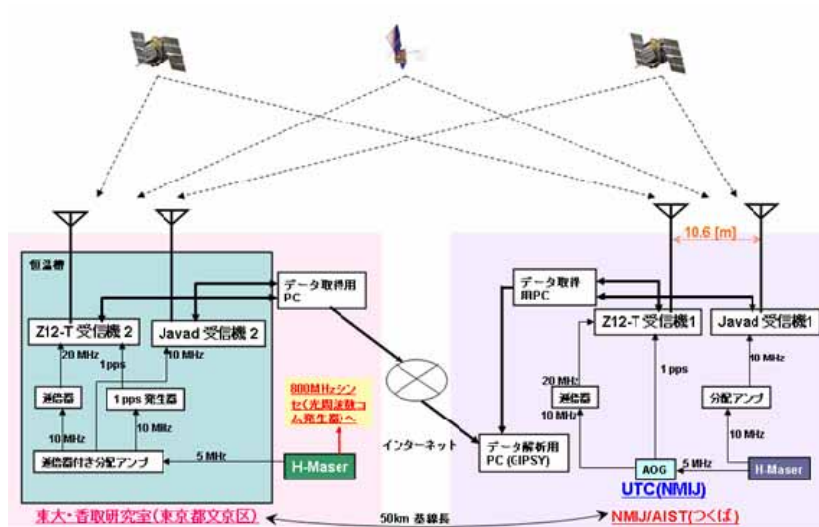 10.6 [m]
恒温槽
データ取得用
PC
データ取得
用PC
Z12-T 受信機 2
Javad 受信機 2
Z12-T 受信機1
Javad 受信機1
20 MHz
1pps
10 MHz
逓倍器
1pps 発生器
10 MHz
10 MHz
逓倍器付き分配アンプ
5 MHz
800MHzシン
セ(光周波数コ
ム発生器)へ
H-Maser
インターネット
データ解析用
PC (GIPSY)
20 MHz
逓倍器
10 MHz
1 pps
10 MHz
分配アンプ
10 MHz
AOG
5 MHz
H-Maser
UTC(NMIJ)
東大・香取研究室(東京都文京区)
50km 基線長
NMIJ/AIST(つくば)